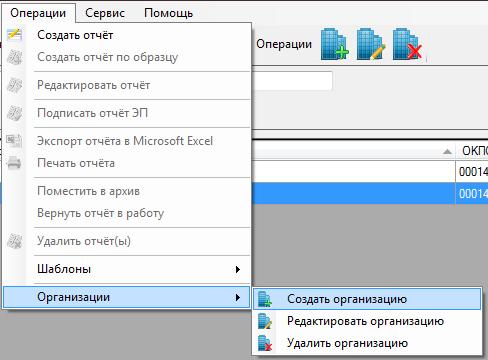 Операции Сервис Помощь
Создать отчёт
Операции
Создать отчёт по образцу
Редактировать отчёт
Подписать отчёт ЭП
Экспорт отчёта в Microsoft Excel
ОКПО
Печать отчёта
00014
Поместить в архив
00014
Вернуть отчёт в работу
Удалить отчёт(ы)
Шаблоны
Организации
Создать организацию
Редактировать организацию
Удалить организацию